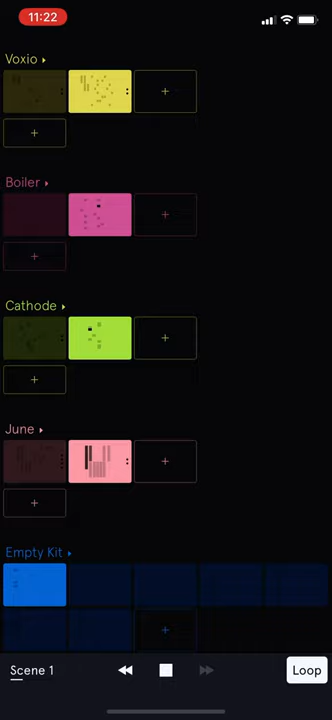 11:22
Voxio
Boiler
Cathode
June
Empty Kit
Scene 1
Loop